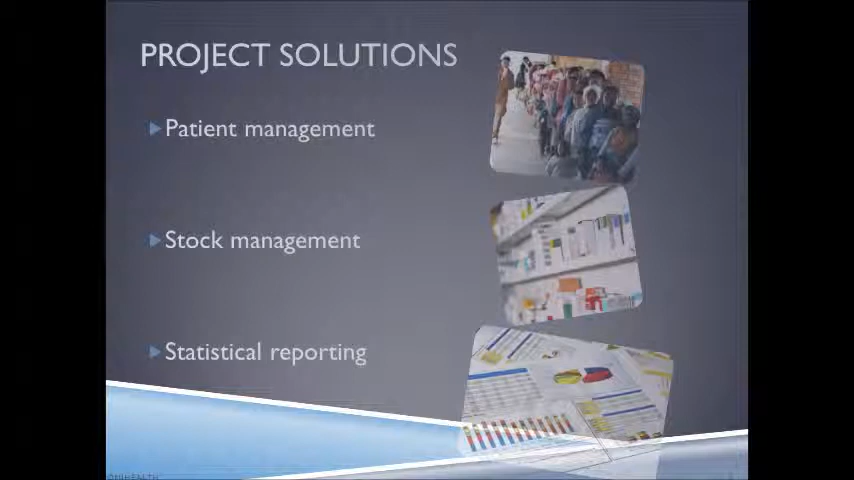 PROJECT SOLUTIONS
Patient management
Stock management
Statistical reporting